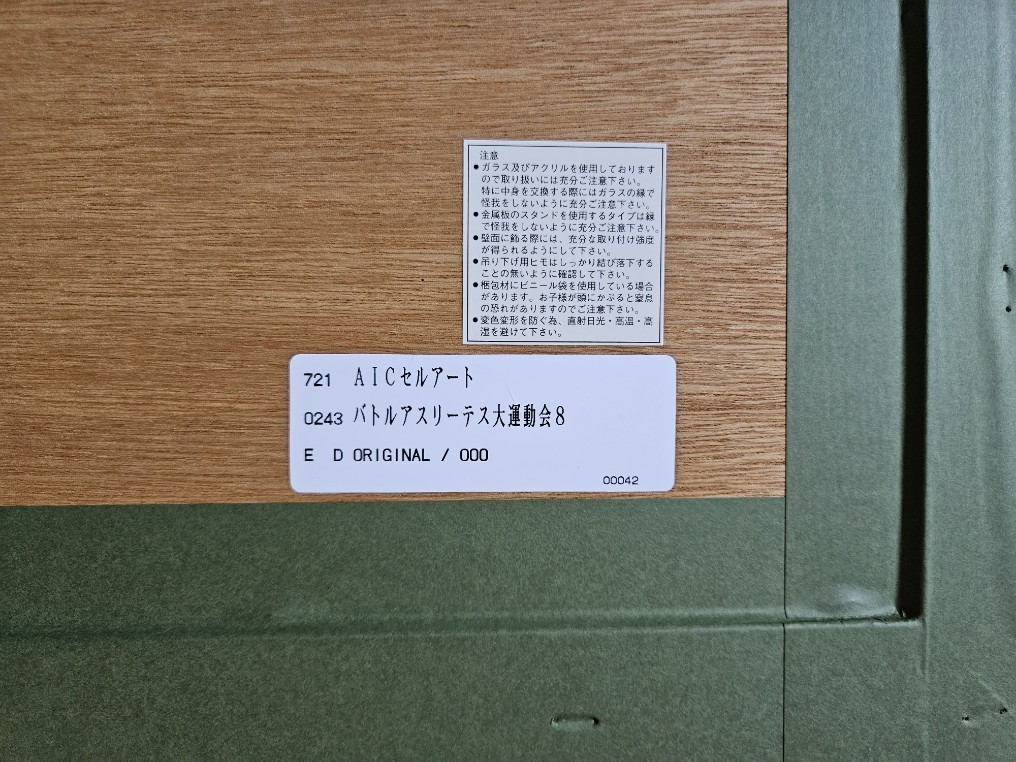 注意
●ガラス及びアクリルを使用しております
ので取り扱いには充分ご注意下さい。
特に中身を交換する際にはガラスの縁で
怪我をしないように充分ご注意下さい。
●金属板のスタンドを使用するタイプは縁
で怪我をしないように充分ご注意下さい。
●壁面に飾る際には、充分な取り付け強度
が得られるようにして下さい。
●吊り下げ用ヒモはしっかり結び落下する
ことの無いように確認して下さい。
●梱包材にビニール袋を使用している場合
があります。お子様が頭にかぶると窒息
の恐れがありますのでご注意下さい。
●変色変形を防ぐ為、直射日光・高温・高
湿を避けて下さい。
721 AICセルアート
0243 バトルアスリーテス大運動会8
E D ORIGINAL / 000
00042